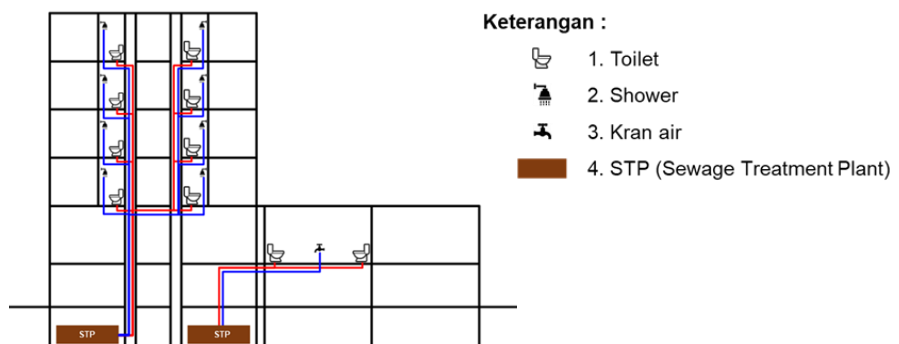 Keterangan :
1. Toilet
2. Shower
3. Kran air
4. STP (Sewage Treatment Plant)
STP
STP